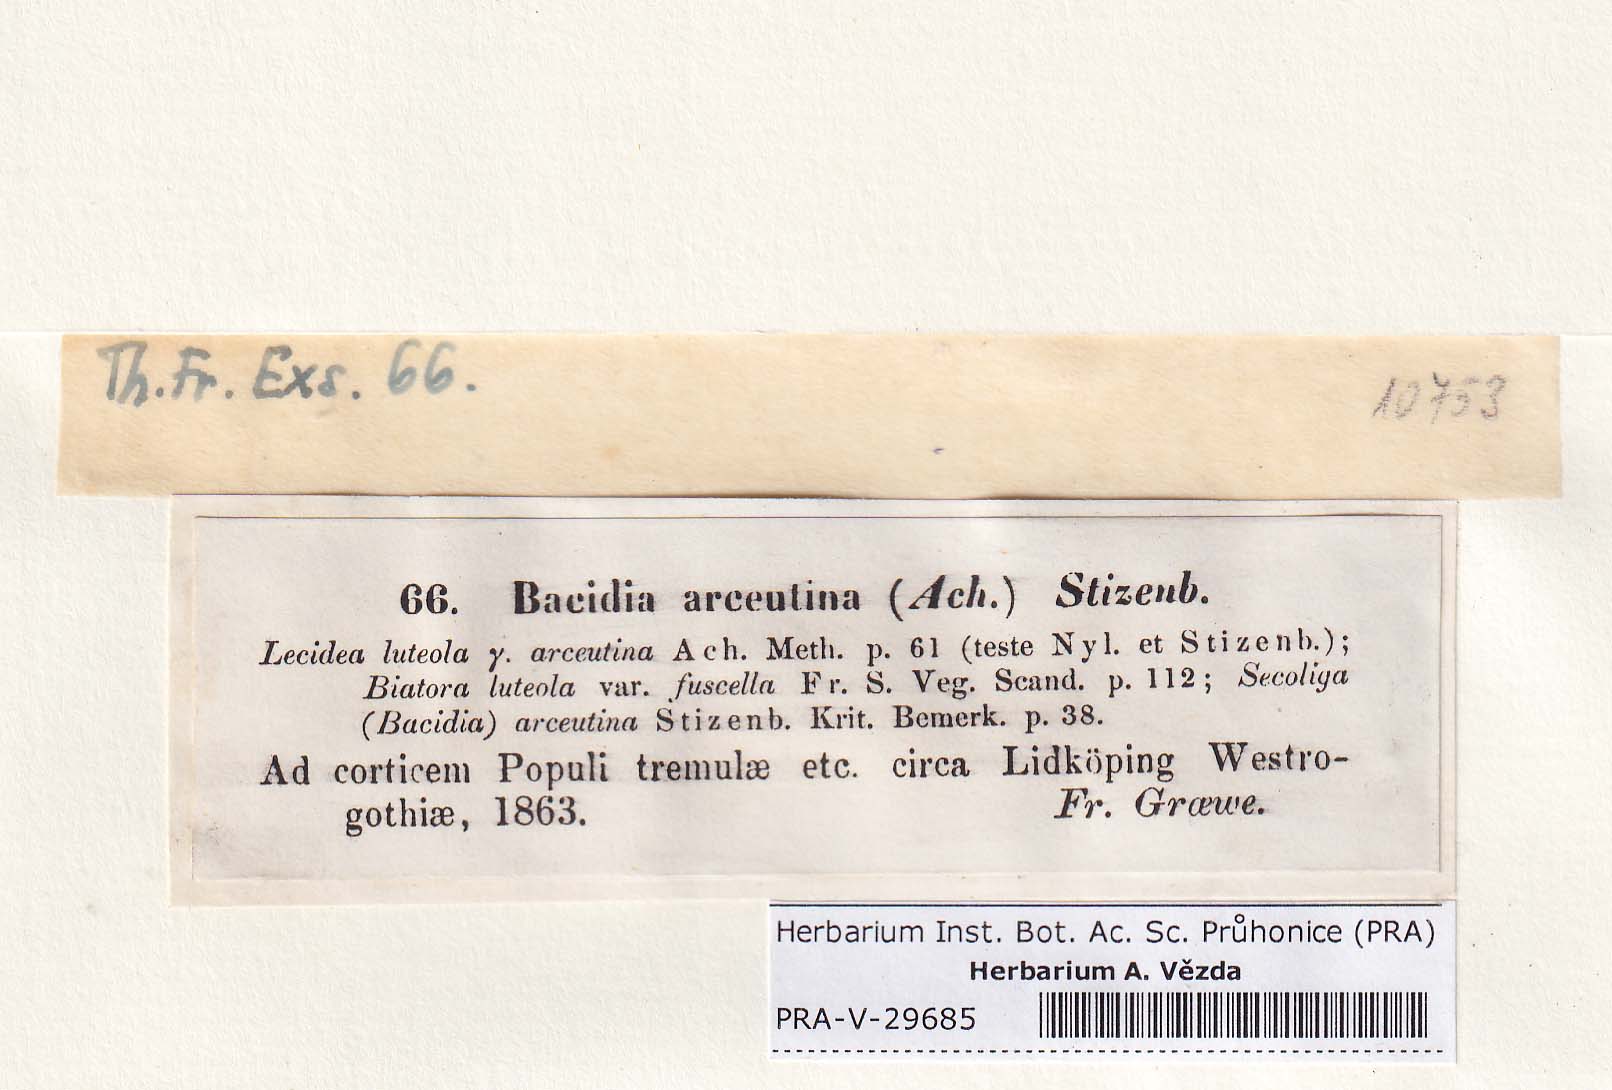 Th. Fr. Exs. 66.
10753
66. Bacidia arceutina (Ach.) Stizenb.
Lecidea luteola γ. arceutina Ach. Meth. p. 61 (teste Nyl. et Stizenb.);
Biatora luteola var. fuscella Fr. S. Veg. Scand. p. 112; Secoliga
(Bacidia) arceutina Stizenb. Krit. Bemerk. p. 38.
Ad corticem Populi tremulæ etc. circa Lidköping Westro-
gothiæ, 1863. Fr. Græwe.
Herbarium Inst. Bot. Ac. Sc. Průhonice (PRA)
Herbarium A. Vězda
PRA-V-29685